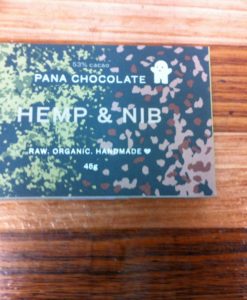 53% cacao
PANA CHOCOLATE
HEMP & NIB
RAW. ORGANIC. HANDMADE ♥
45g